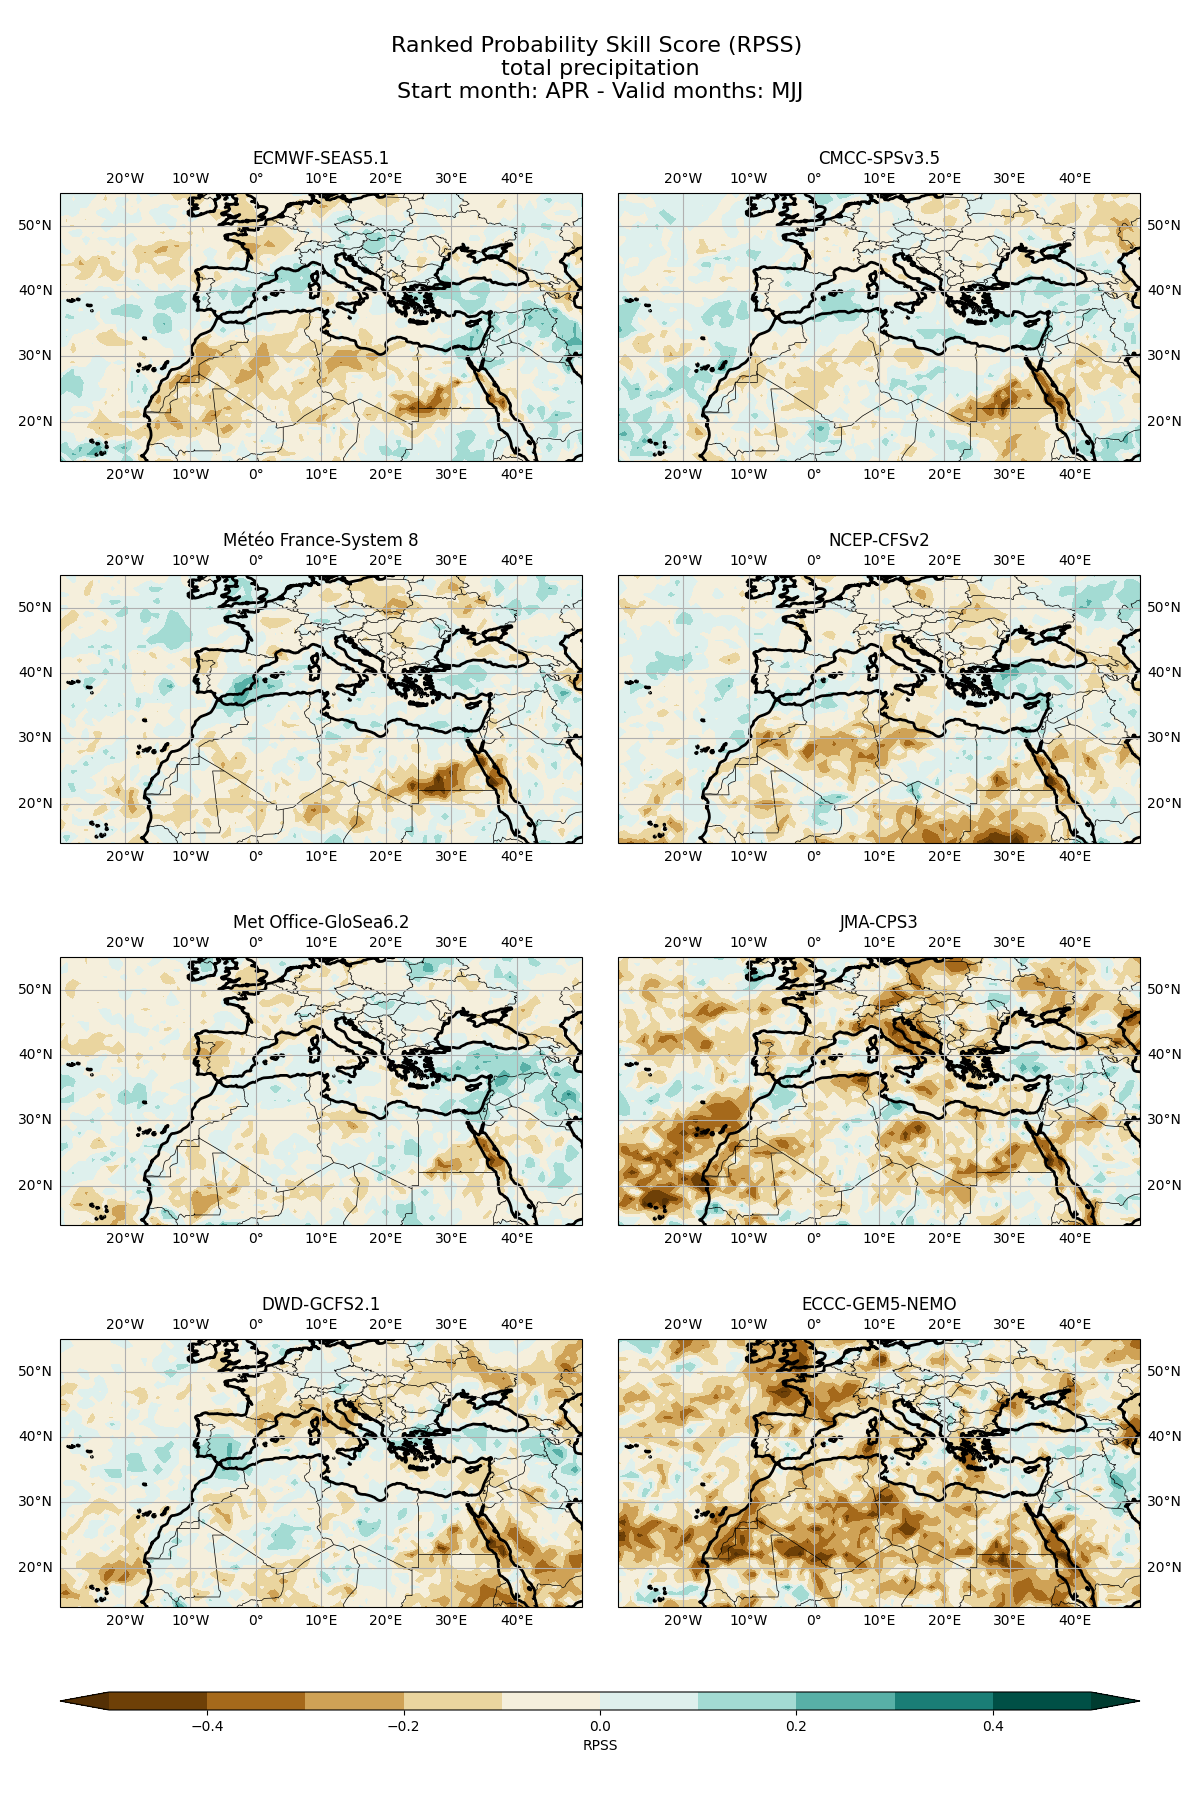 Ranked Probability Skill Score (RPSS)
total precipitation
Start month: APR - Valid months: MJJ
ECMWF-SEAS5.1 CMCC-SPSv3.5
20°W 10°W 0° 10°E 20°E 30°E 40°E 20°W 10°W 0° 10°E 20°E 30°E 40°E
50°N 50°N
40°N 40°N
30°N 30°N
20°N 20°N
20°W 10°W 0° 10°E 20°E 30°E 40°E 20°W 10°W 0° 10°E 20°E 30°E 40°E
Météo France-System 8 NCEP-CFSv2
20°W 10°W 0° 10°E 20°E 30°E 40°E 20°W 10°W 0° 10°E 20°E 30°E 40°E
50°N 50°N
40°N 40°N
30°N 30°N
20°N 20°N
20°W 10°W 0° 10°E 20°E 30°E 40°E 20°W 10°W 0° 10°E 20°E 30°E 40°E
Met Office-GloSea6.2 JMA-CPS3
20°W 10°W 0° 10°E 20°E 30°E 40°E 20°W 10°W 0° 10°E 20°E 30°E 40°E
50°N 50°N
40°N 40°N
30°N 30°N
20°N 20°N
20°W 10°W 0° 10°E 20°E 30°E 40°E 20°W 10°W 0° 10°E 20°E 30°E 40°E
DWD-GCFS2.1 ECCC-GEM5-NEMO
20°W 10°W 0° 10°E 20°E 30°E 40°E 20°W 10°W 0° 10°E 20°E 30°E 40°E
50°N 50°N
40°N 40°N
30°N 30°N
20°N 20°N
20°W 10°W 0° 10°E 20°E 30°E 40°E 20°W 10°W 0° 10°E 20°E 30°E 40°E
−0.4 −0.2 0.0 0.2 0.4
RPSS